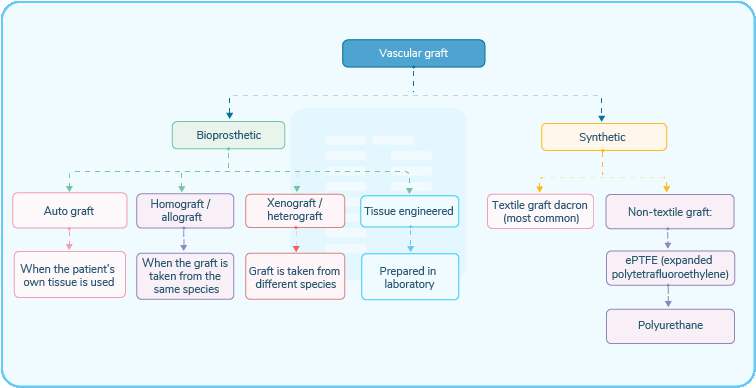 Vascular graft
Bioprosthetic
Synthetic
Auto graft
Homograft /
allograft
Xenograft /
heterograft
Tissue engineered
Textile graft dacron
(most common)
Non-textile graft:
When the patient's
own tissue is used
When the graft is
taken from the
same species
Graft is taken from
different species
Prepared in
laboratory
ePTFE (expanded
polytetrafluoroethylene)
Polyurethane